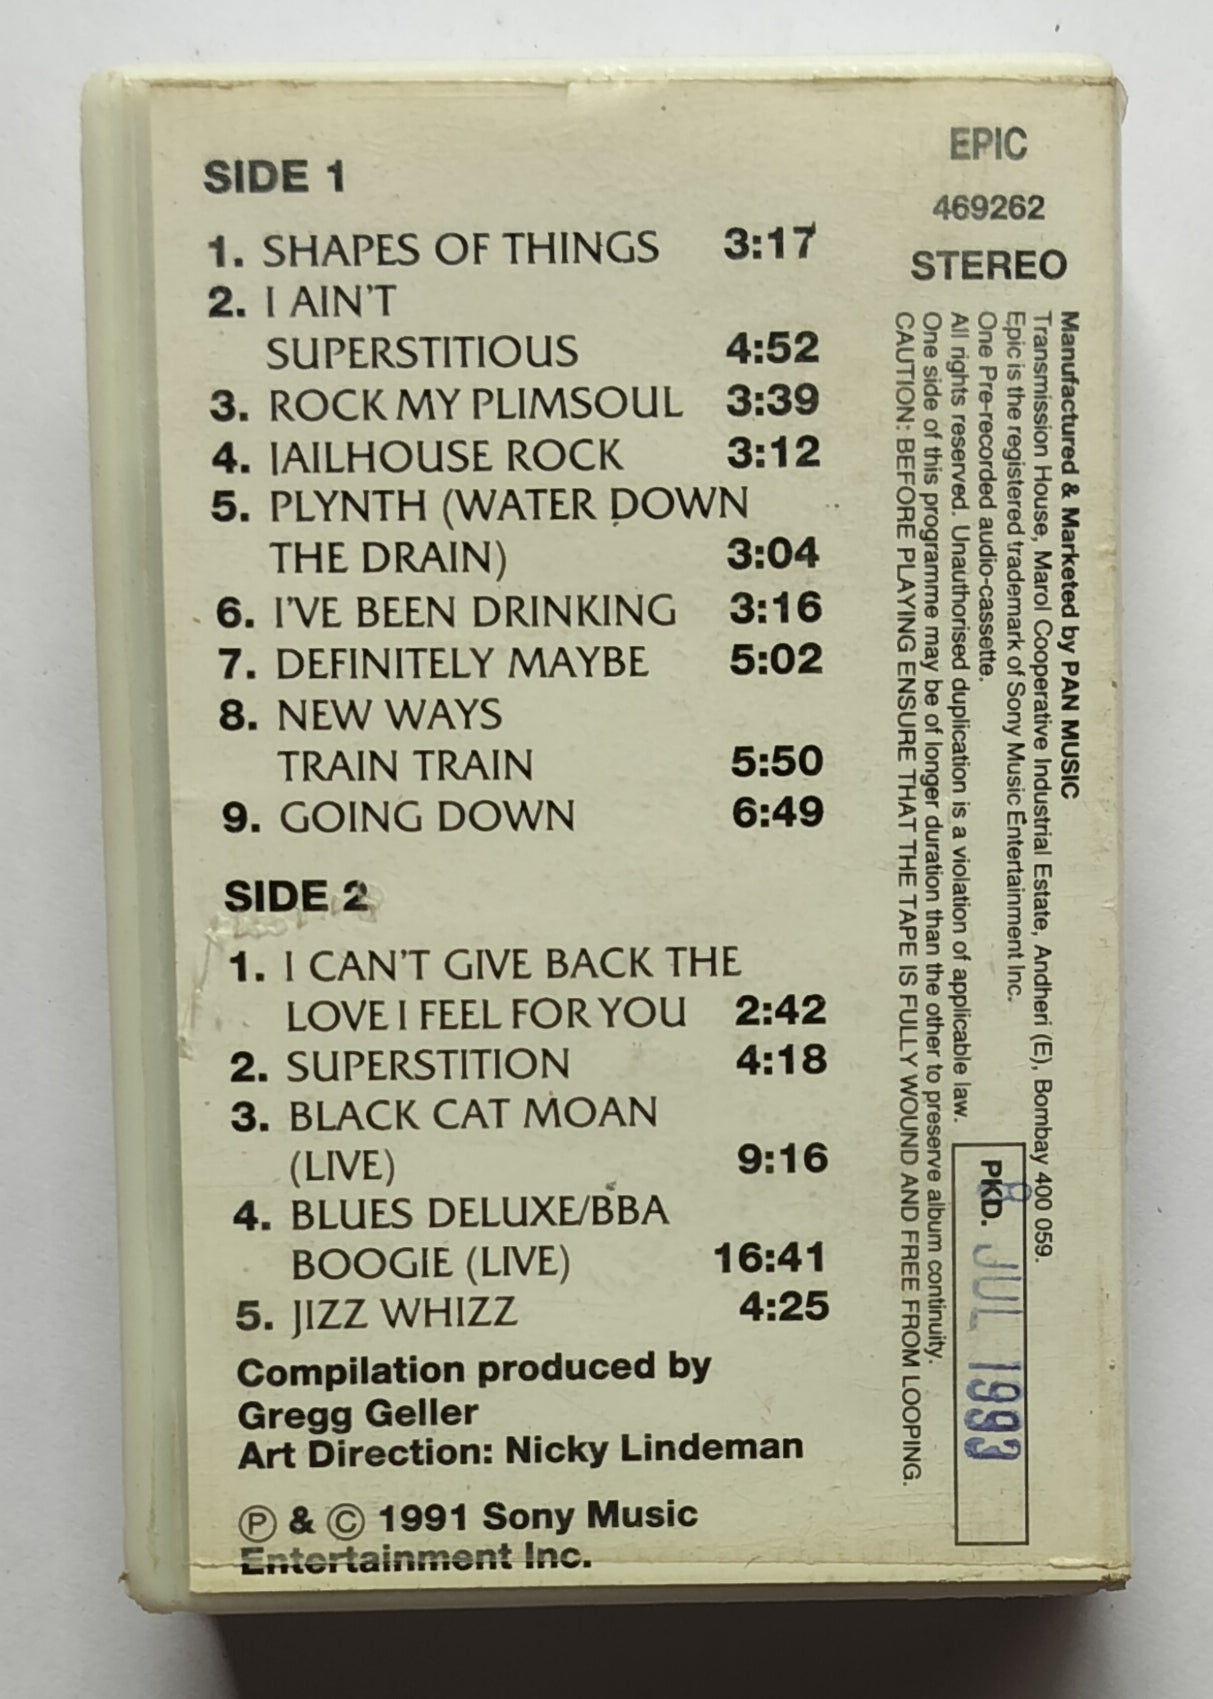 SIDE 1
1. SHAPES OF THINGS 3:17
2. I AIN'T
SUPERSTITIOUS 4:52
3. ROCK MY PLIMSOUL 3:39
4. JAILHOUSE ROCK 3:12
5. PLYNTH (WATER DOWN
THE DRAIN) 3:04
6. I'VE BEEN DRINKING 3:16
7. DEFINITELY MAYBE 5:02
8. NEW WAYS
TRAIN TRAIN 5:50
9. GOING DOWN 6:49
SIDE 2
1. I CAN'T GIVE BACK THE
LOVE I FEEL FOR YOU 2:42
2. SUPERSTITION 4:18
3. BLACK CAT MOAN
(LIVE) 9:16
4. BLUES DELUXE/BBA
BOOGIE (LIVE) 16:41
5. JIZZ WHIZZ 4:25
Compilation produced by
Gregg Geller
Art Direction: Nicky Lindeman
Ⓟ & © 1991 Sony Music
Entertainment Inc.
EPIC
469262
STEREO
Manufactured & Marketed by PAN MUSIC
Transmission House, Marol Cooperative Industrial Estate, Andheri (E), Bombay 400 059.
Epic is the registered trademark of Sony Music Entertainment Inc.
One Pre-recorded audio-cassette.
All rights reserved. Unauthorised duplication is a violation of applicable law.
One side of this programme may be of longer duration than the other to preserve album continuity.
CAUTION: BEFORE PLAYING ENSURE THAT THE TAPE IS FULLY WOUND AND FREE FROM LOOPING.
PKD. JUL 1993